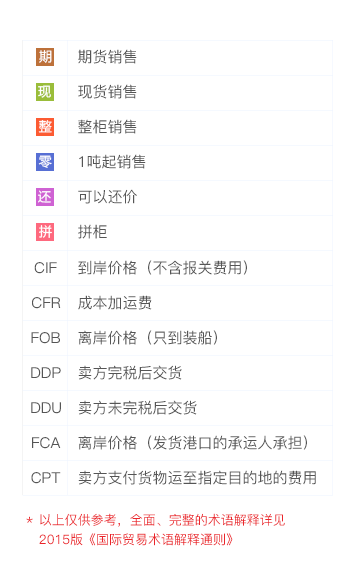 期 期货销售
现 现货销售
整 整柜销售
零 1吨起销售
还 可以还价
拼 拼柜
CIF 到岸价格（不含报关费用）
CFR 成本加运费
FOB 离岸价格（只到装船）
DDP 卖方完税后交货
DDU 卖方未完税后交货
FCA 离岸价格（发货港口的承运人承担）
CPT 卖方支付货物运至指定目的地的费用
* 以上仅供参考，全面、完整的术语解释详见
2015版《国际贸易术语解释通则》